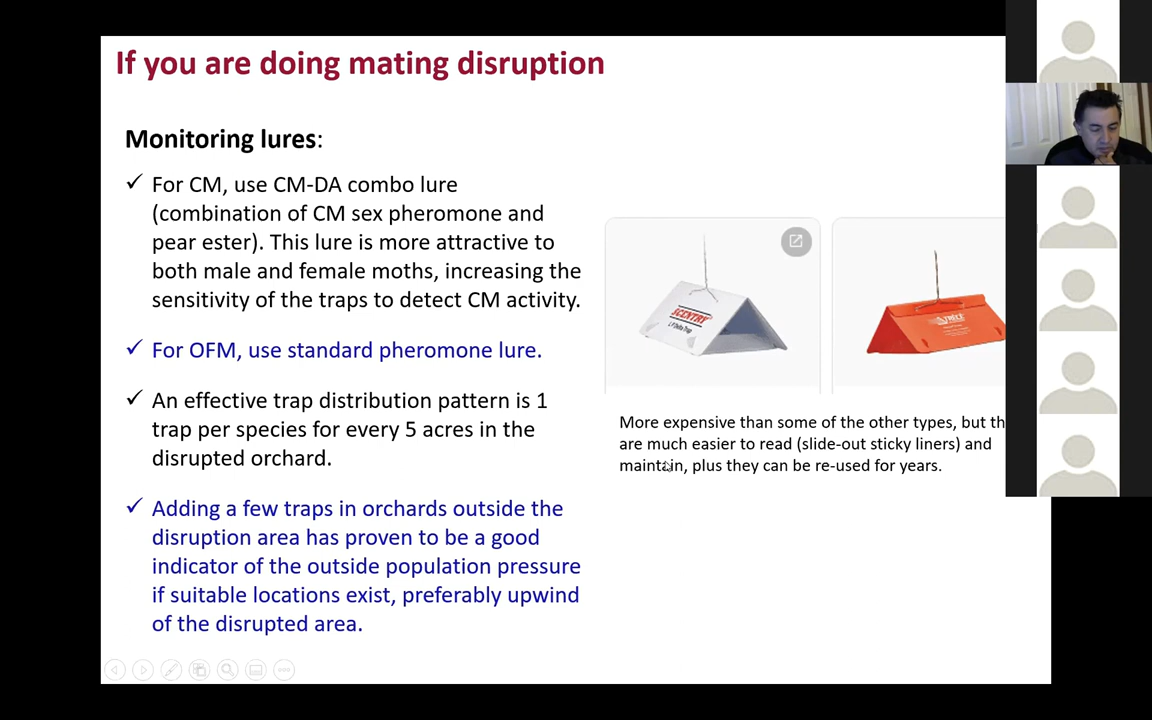 If you are doing mating disruption
Monitoring lures:
✓ For CM, use CM-DA combo lure
(combination of CM sex pheromone and
pear ester). This lure is more attractive to
both male and female moths, increasing the
sensitivity of the traps to detect CM activity.
✓ For OFM, use standard pheromone lure.
✓ An effective trap distribution pattern is 1
trap per species for every 5 acres in the
disrupted orchard.
✓ Adding a few traps in orchards outside the
disruption area has proven to be a good
indicator of the outside population pressure
if suitable locations exist, preferably upwind
of the disrupted area.
SCENTRY
TRÉCÉ
More expensive than some of the other types, but th
are much easier to read (slide-out sticky liners) and
maintain, plus they can be re-used for years.